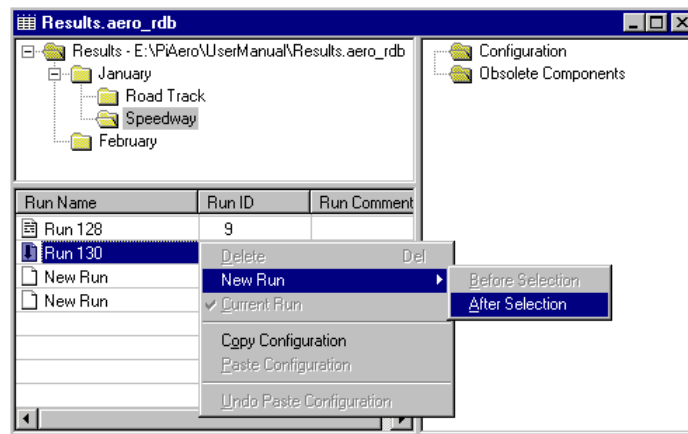 Results.aero_rdb
Results - E:\PiAero\UserManual\Results.aero_rdb
January
Road Track
Speedway
February
Configuration
Obsolete Components
Run Name Run ID Run Comment
Run 128 9
Run 130
New Run
New Run
Delete Del
New Run
Current Run
Copy Configuration
Paste Configuration
Undo Paste Configuration
Before Selection
After Selection